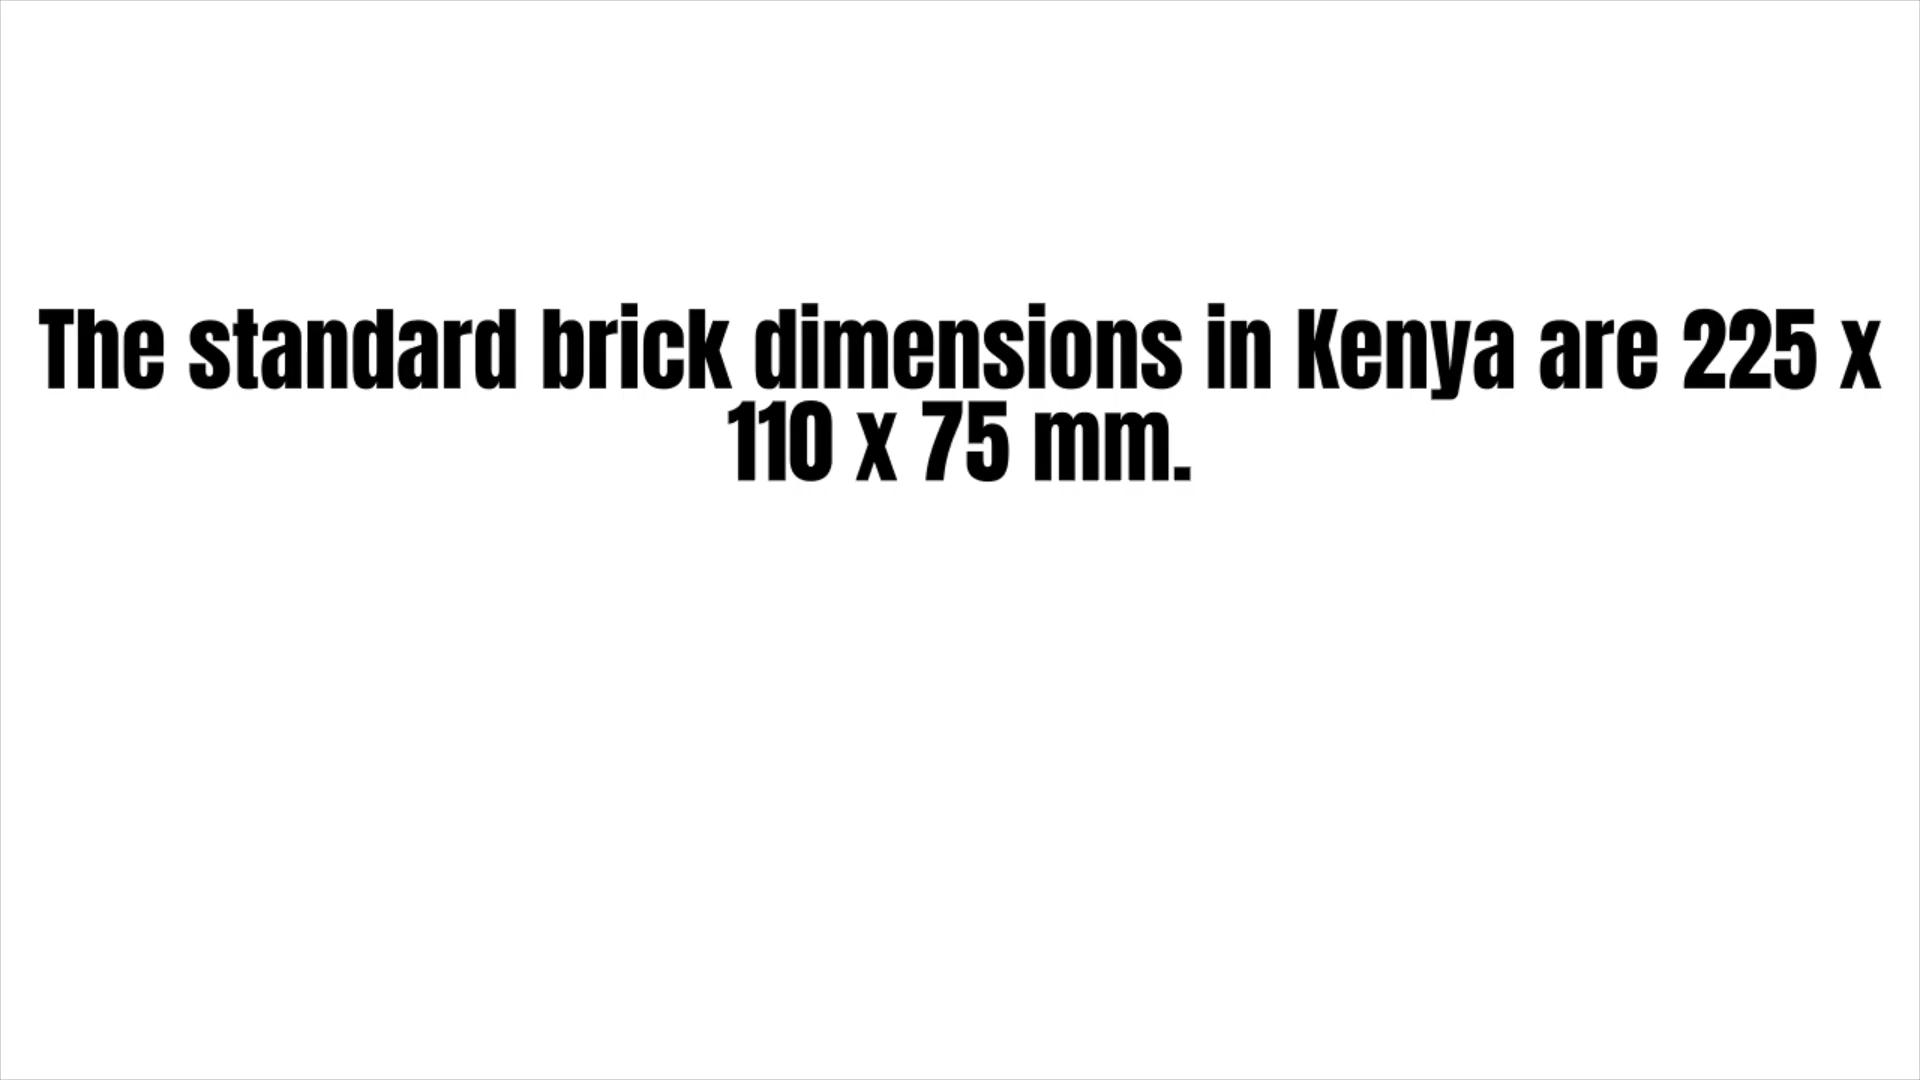 The standard brick dimensions in Kenya are 225 x
110 x 75 mm.